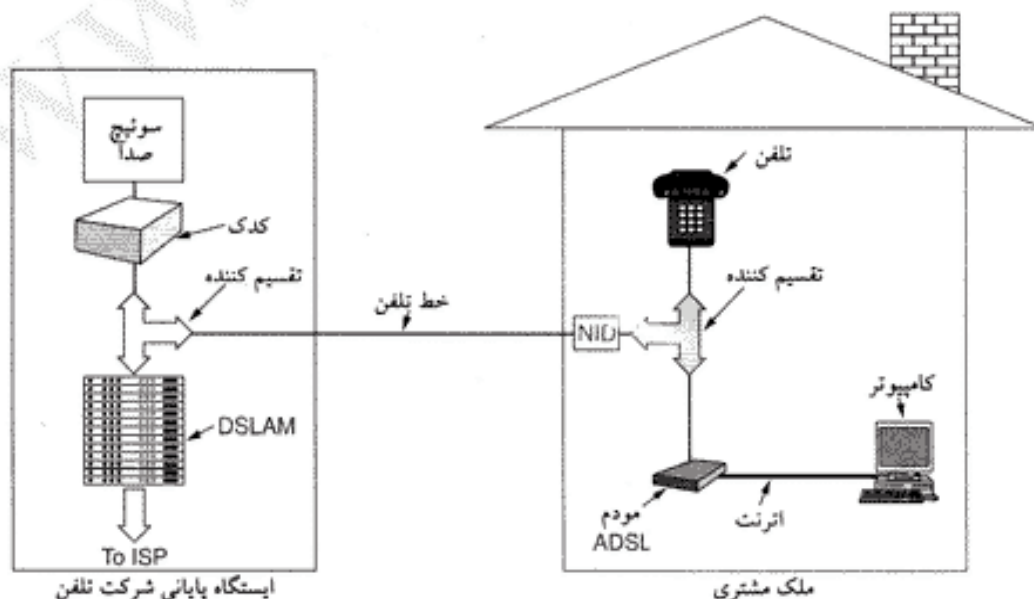 سوئیچ
صدا
کدک
تقسیم کننده
خط تلفن
DSLAM
To ISP
ایستگاه پایانی شرکت تلفن
تلفن
تقسیم کننده
NID
کامپیوتر
مودم
ADSL
اترنت
ملک مشتری